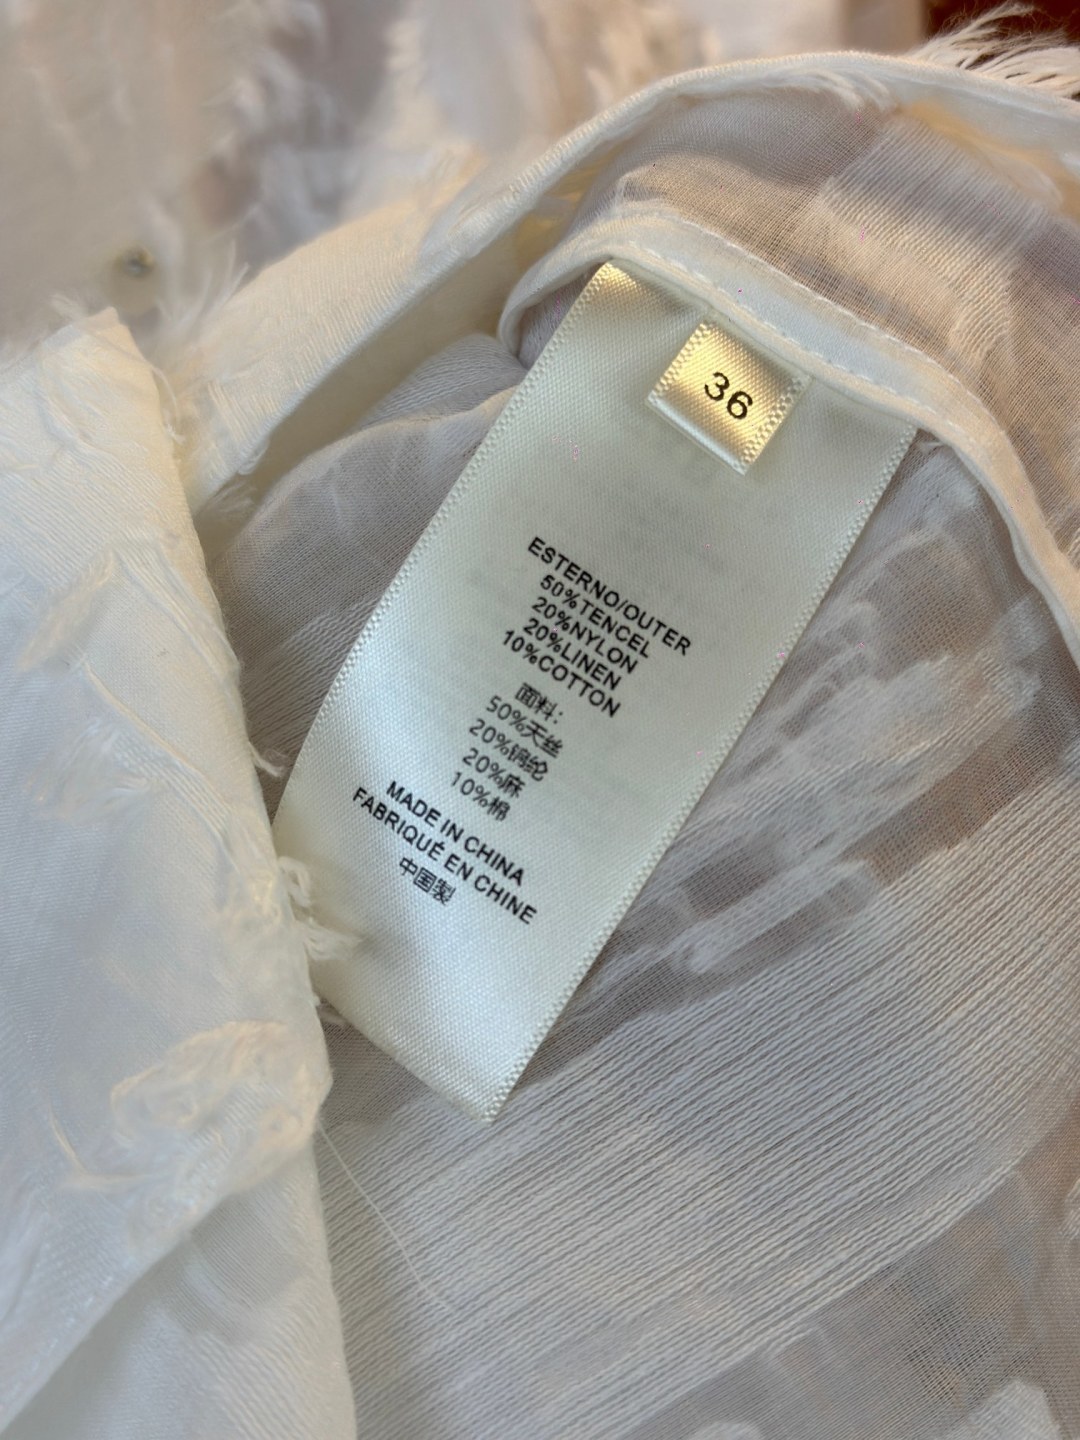 36
ESTERNO/OUTER
50%TENCEL
20%NYLON
20%LINEN
10%COTTON
面料:
50%天丝
20%锦纶
20%麻
10%棉
MADE IN CHINA
FABRIQUÉ EN CHINE
中国製